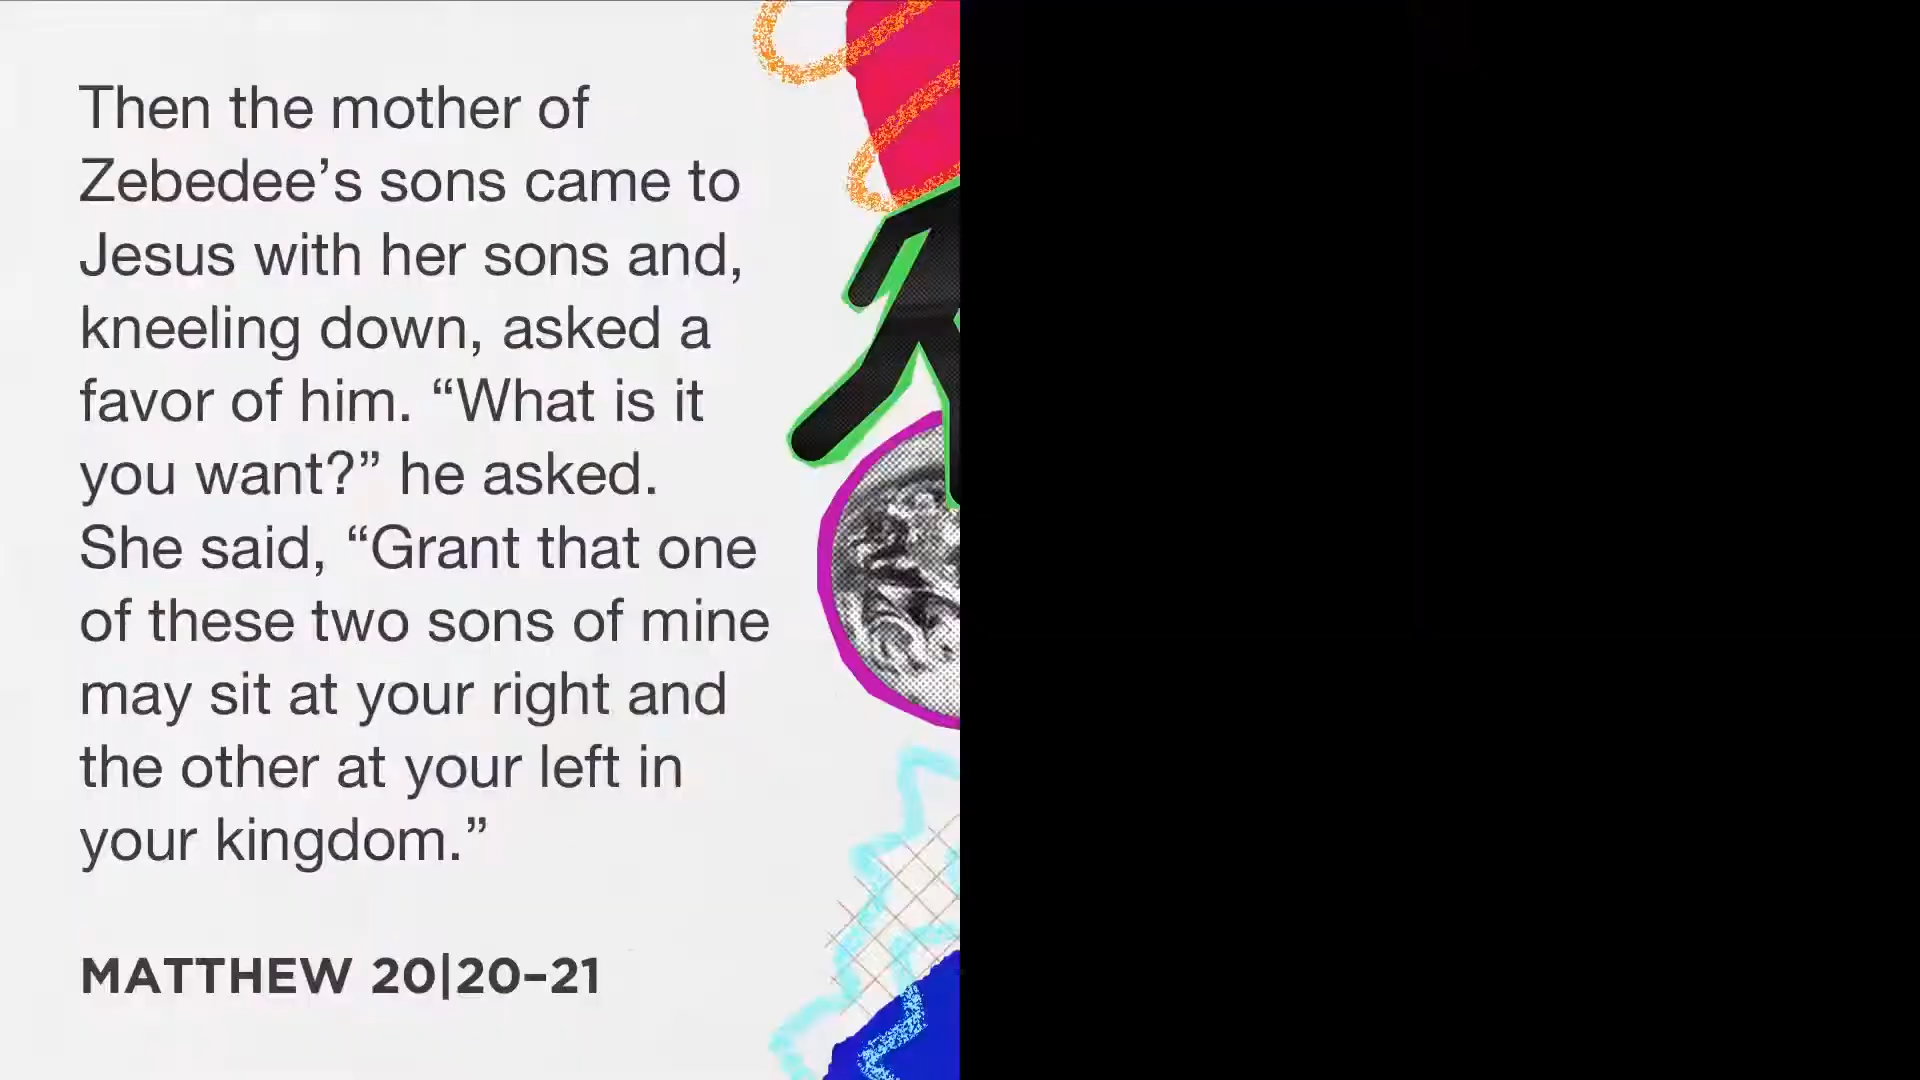 Then the mother of
Zebedee’s sons came to
Jesus with her sons and,
kneeling down, asked a
favor of him. “What is it
you want?” he asked.
She said, “Grant that one
of these two sons of mine
may sit at your right and
the other at your left in
your kingdom.”
MATTHEW 20|20–21